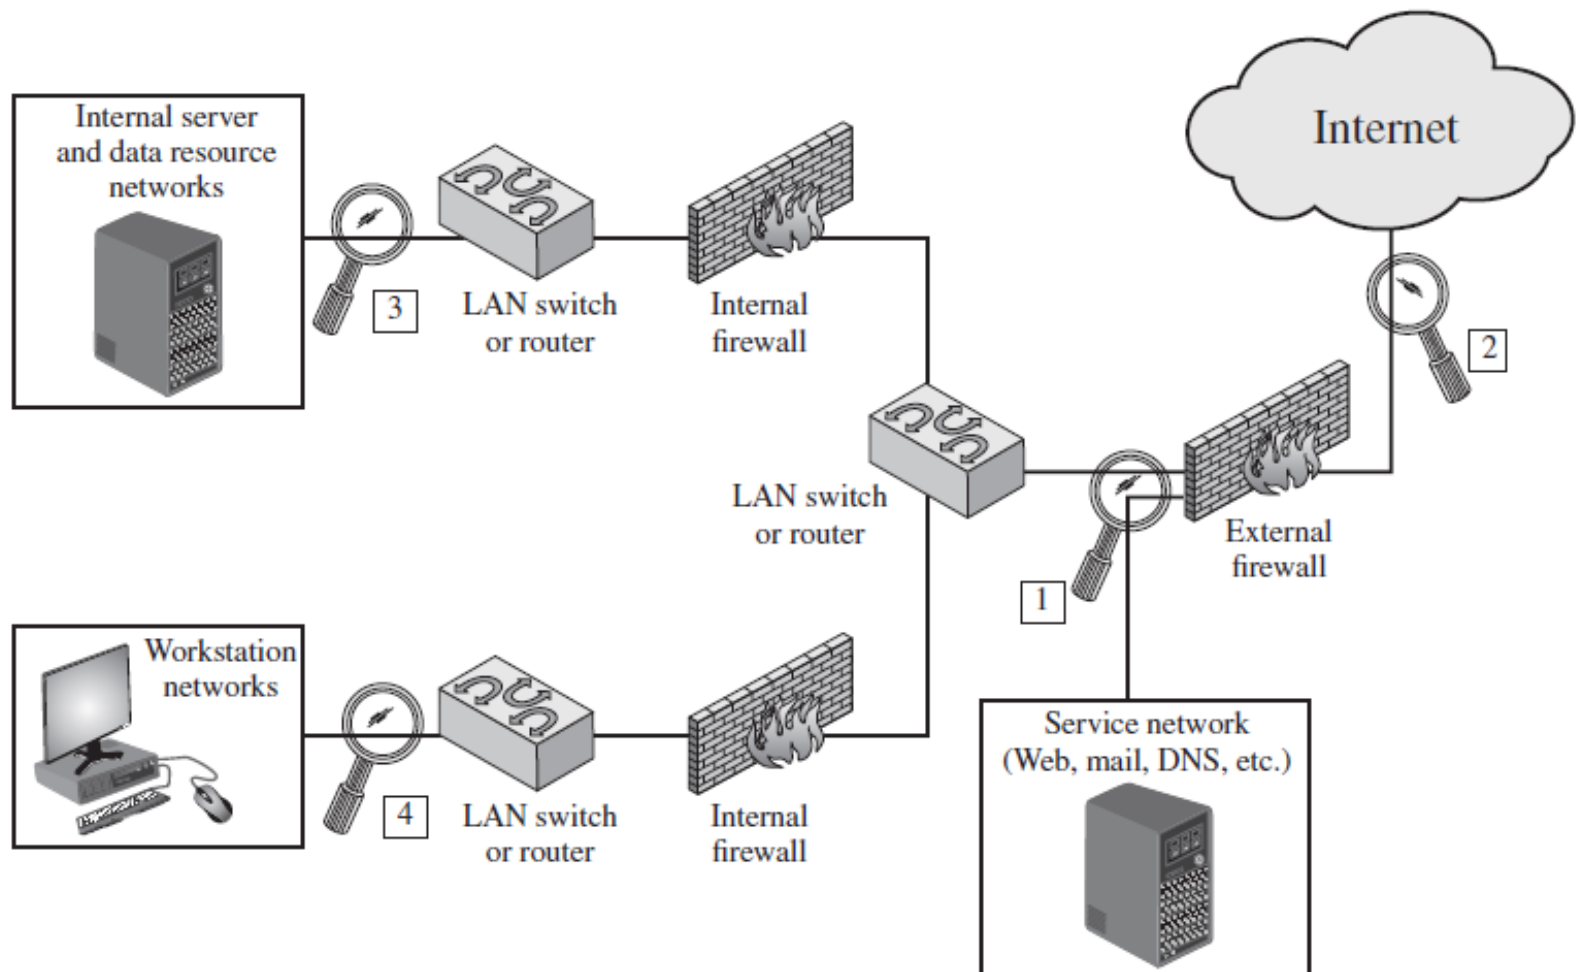 Internet
Internal server
and data resource
networks
3
LAN switch
or router
Internal
firewall
2
LAN switch
or router
External
firewall
1
Workstation
networks
4
LAN switch
or router
Internal
firewall
Service network
(Web, mail, DNS, etc.)